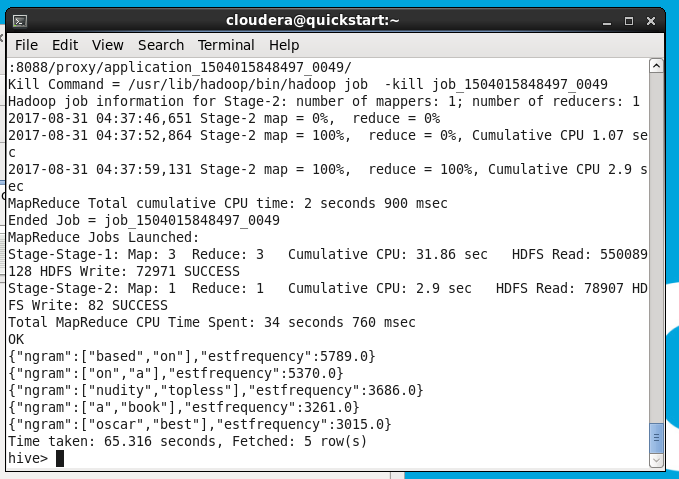 cloudera@quickstart:~
File Edit View Search Terminal Help
:8088/proxy/application_1504015848497_0049/
Kill Command = /usr/lib/hadoop/bin/hadoop job  -kill job_1504015848497_0049
Hadoop job information for Stage-2: number of mappers: 1; number of reducers: 1
2017-08-31 04:37:46,651 Stage-2 map = 0%,  reduce = 0%
2017-08-31 04:37:52,864 Stage-2 map = 100%,  reduce = 0%, Cumulative CPU 1.07 se
c
2017-08-31 04:37:59,131 Stage-2 map = 100%,  reduce = 100%, Cumulative CPU 2.9 s
ec
MapReduce Total cumulative CPU time: 2 seconds 900 msec
Ended Job = job_1504015848497_0049
MapReduce Jobs Launched:
Stage-Stage-1: Map: 3  Reduce: 3   Cumulative CPU: 31.86 sec   HDFS Read: 550089
128 HDFS Write: 72971 SUCCESS
Stage-Stage-2: Map: 1  Reduce: 1   Cumulative CPU: 2.9 sec   HDFS Read: 78907 HD
FS Write: 82 SUCCESS
Total MapReduce CPU Time Spent: 34 seconds 760 msec
OK
{"ngram":["based","on"],"estfrequency":5789.0}
{"ngram":["on","a"],"estfrequency":5370.0}
{"ngram":["nudity","topless"],"estfrequency":3686.0}
{"ngram":["a","book"],"estfrequency":3261.0}
{"ngram":["oscar","best"],"estfrequency":3015.0}
Time taken: 65.316 seconds, Fetched: 5 row(s)
hive>